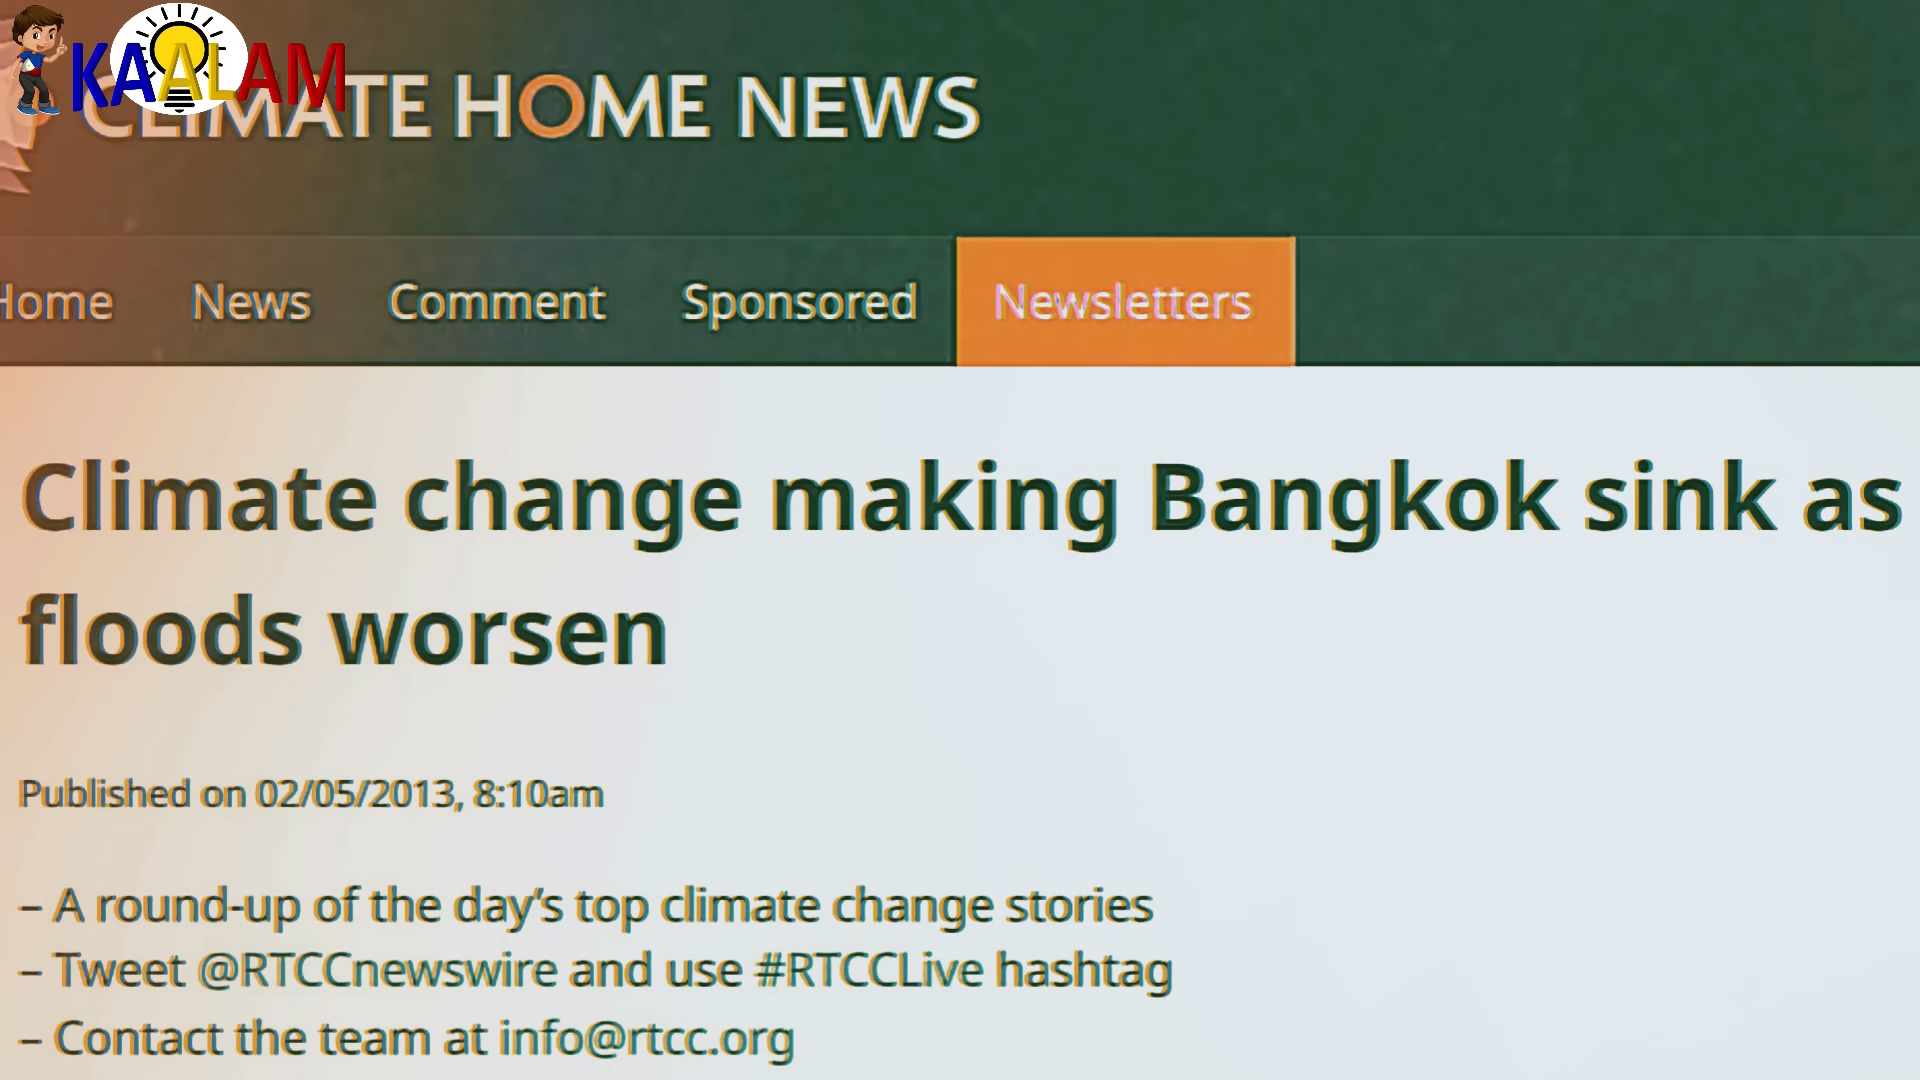 KAALAM
CLIMATE HOME NEWS
Home News Comment Sponsored Newsletters
Climate change making Bangkok sink as
floods worsen
Published on 02/05/2013, 8:10am
– A round-up of the day’s top climate change stories
– Tweet @RTCCnewswire and use #RTCCLive hashtag
– Contact the team at info@rtcc.org